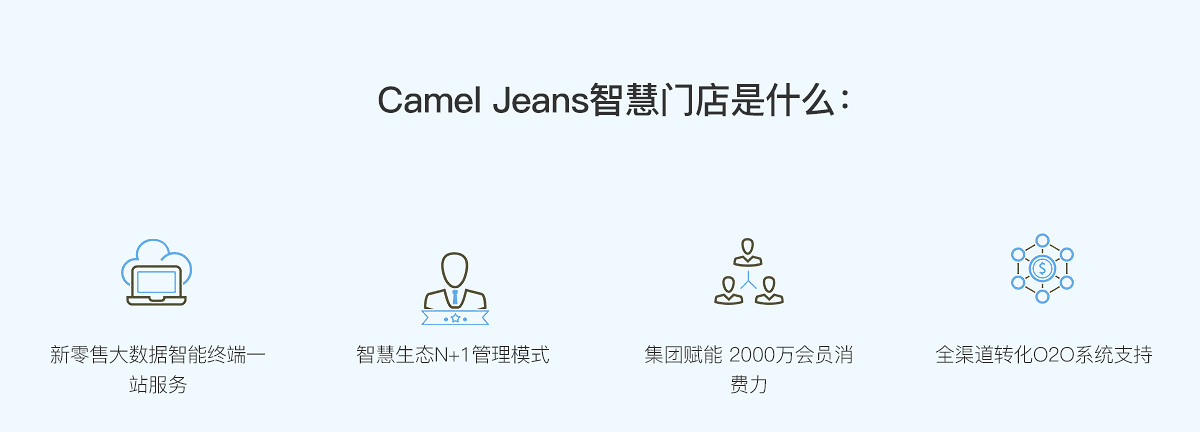 Camel Jeans智慧门店是什么：
新零售大数据智能终端一
站服务
智慧生态N+1管理模式
集团赋能 2000万会员消
费力
全渠道转化O2O系统支持